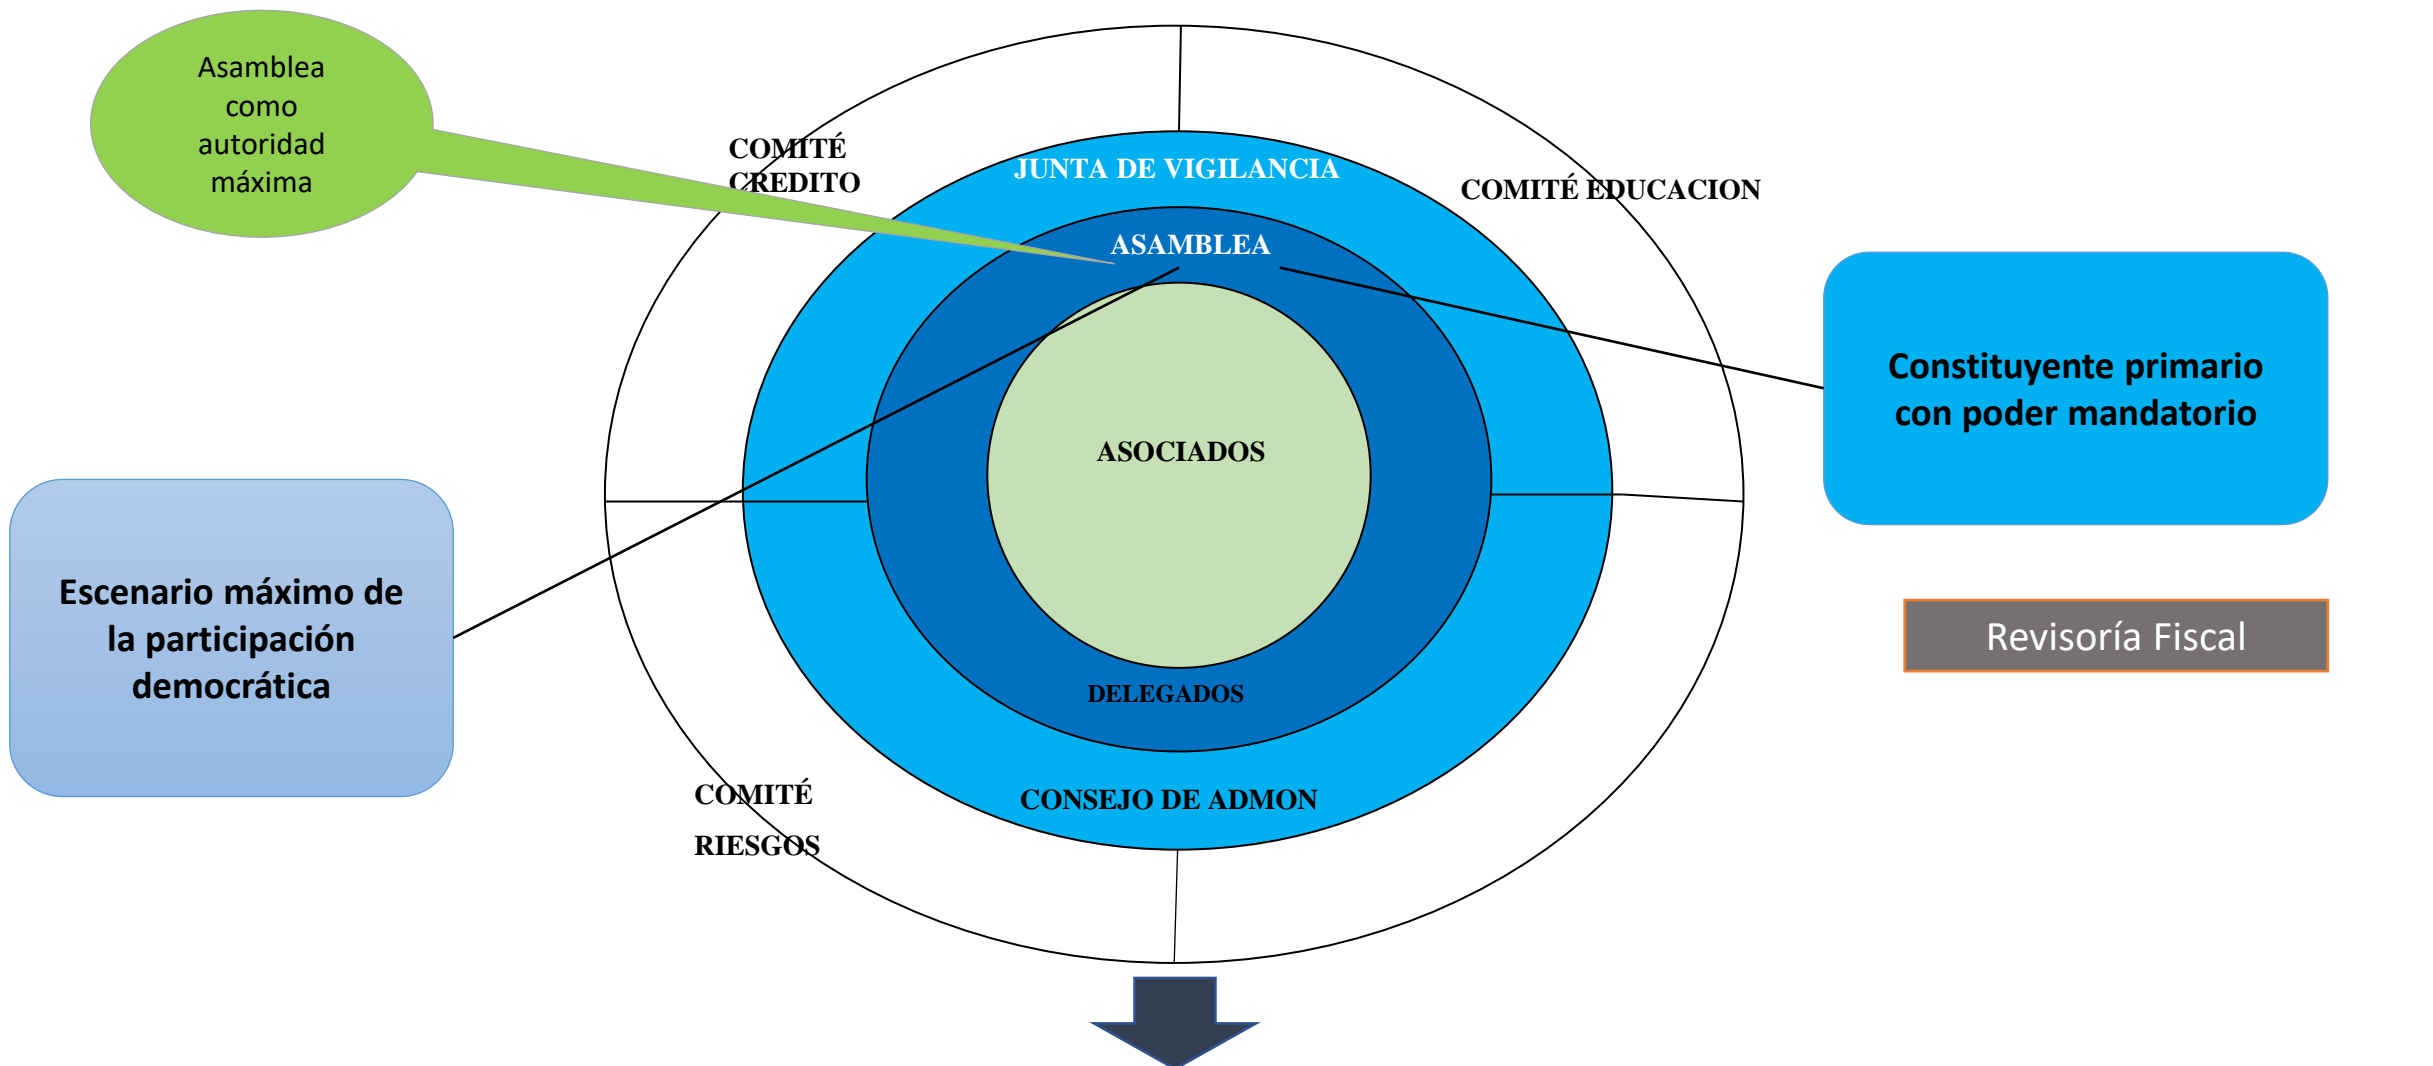 Asamblea
como
autoridad
máxima
COMITÉ
CREDITO
JUNTA DE VIGILANCIA
COMITÉ EDUCACION
ASAMBLEA
Constituyente primario
con poder mandatorio
ASOCIADOS
Escenario máximo de
la participación
democrática
Revisoría Fiscal
DELEGADOS
COMITÉ
RIESGOS
CONSEJO DE ADMON